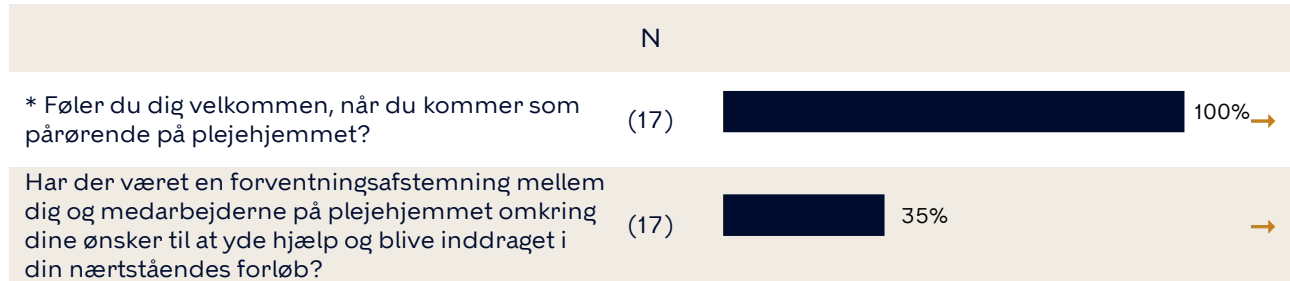 N
* Føler du dig velkommen, når du kommer som
pårørende på plejehjemmet?
(17)
100%→
Har der været en forventningsafstemning mellem
dig og medarbejderne på plejehjemmet omkring
dine ønsker til at yde hjælp og blive inddraget i
din nærtståendes forløb?
(17)
35%
→